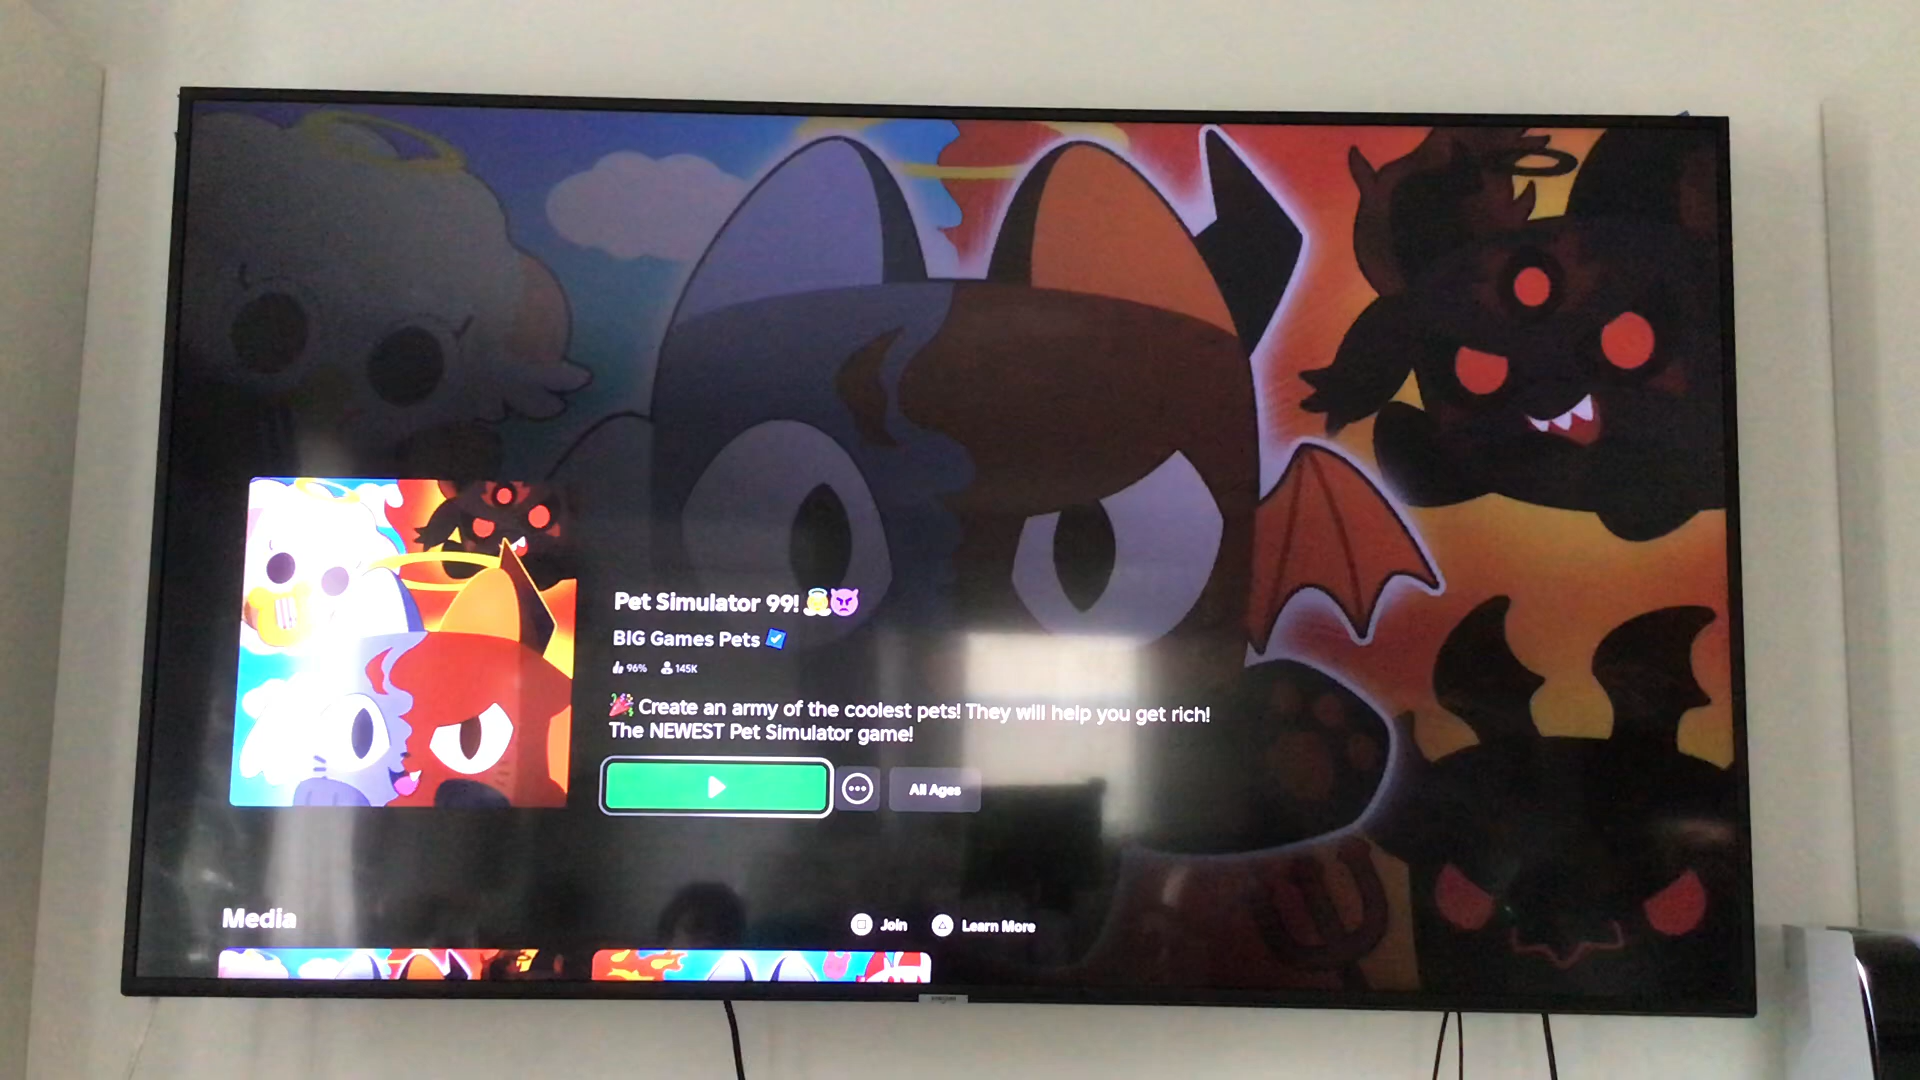 Pet Simulator 99! 😇😈
BIG Games Pets
96% 145K
🎉 Create an army of the coolest pets! They will help you get rich!
The NEWEST Pet Simulator game!
All Ages
Media
Join Learn More
SAMSUNG